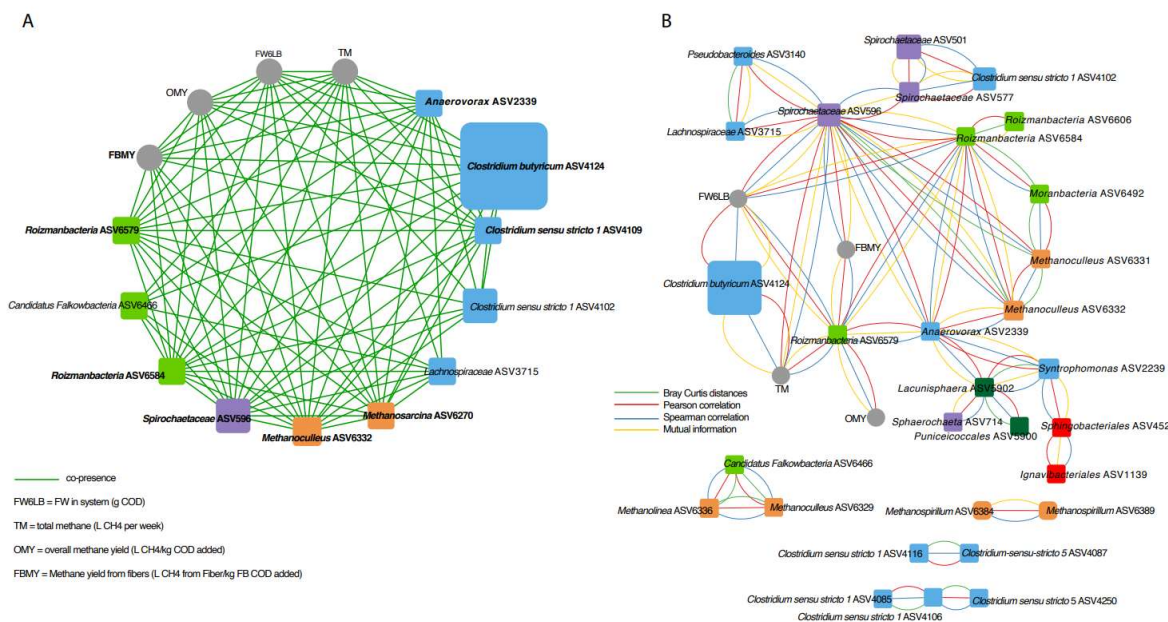 A
FW6LB
TM
OMY
Anaerovorax ASV2339
FBMY
Clostridium butyricum ASV4124
Roizmanbacteria ASV6579
Clostridium sensu stricto 1 ASV4109
Candidatus Falkowbacteria ASV6466
Clostridium sensu stricto 1 ASV4102
Roizmanbacteria ASV6584
Lachnospiraceae ASV3715
Spirochaetaceae ASV596
Methanosarcina ASV6270
Methanoculleus ASV6332
co-presence
FW6LB = FW in system (g COD)
TM = total methane (L CH4 per week)
OMY = overall methane yield (L CH4/kg COD added)
FBMY = Methane yield from fibers (L CH4 from Fiber/kg FB COD added)
B
Spirochaetaceae ASV501
Pseudobacteroides ASV3140
Clostridium sensu stricto 1 ASV4102
Spirochaetaceae ASV577
Spirochaetaceae ASV596
Roizmanbacteria ASV6606
Lachnospiraceae ASV3715
Roizmanbacteria
ASV6584
Moranbacteria ASV6492
FW6LB
FBMY
Methanoculleus ASV6331
Clostridium butyricum ASV4124
Methanoculleus ASV6332
Roizmanbacteria ASV6579
Anaerovorax ASV2339
TM
Syntrophomonas ASV2239
Lacunisphaera ASV5902
Bray Curtis distances
Pearson correlation
Spearman correlation
Mutual information
OMY
Sphaerochaeta ASV714
Puniceicoccales ASV5900
Sphingobacteriales ASV452
Candidatus Falkowbacteria ASV6466
Ignavibacteriales ASV1139
Methanolinea ASV6336
Methanoculleus ASV6329
Methanospirillum ASV6384
Methanospirillum ASV6389
Clostridium sensu stricto 1 ASV4116
Clostridium-sensu-stricto 5 ASV4087
Clostridium sensu stricto 1 ASV4085
Clostridium sensu stricto 5 ASV4250
Clostridium sensu stricto 1 ASV4106